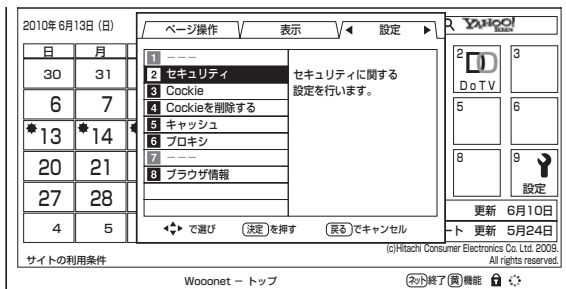 2010年 6月13日 (日)
ページ操作
表示
設定
YAHOO!
JAPAN
日
月
30
31
6
7
13
14
20
21
27
28
4
5
1 ---
2 セキュリティ
3 Cockie
4 Cockieを削除する
5 キャッシュ
6 プロキシ
7 ---
8 ブラウザ情報
セキュリティに関する
設定を行います。
で選び 決定を押す 戻るでキャンセル
2
DoTV
3
5
6
8
9
設定
更新 6月10日
ート 更新 5月24日
(c)Hitachi Consumer Electronics Co. Ltd. 2009.
All rights reserved.
サイトの利用条件
Wooonet － トップ
ネット終了 黄機能